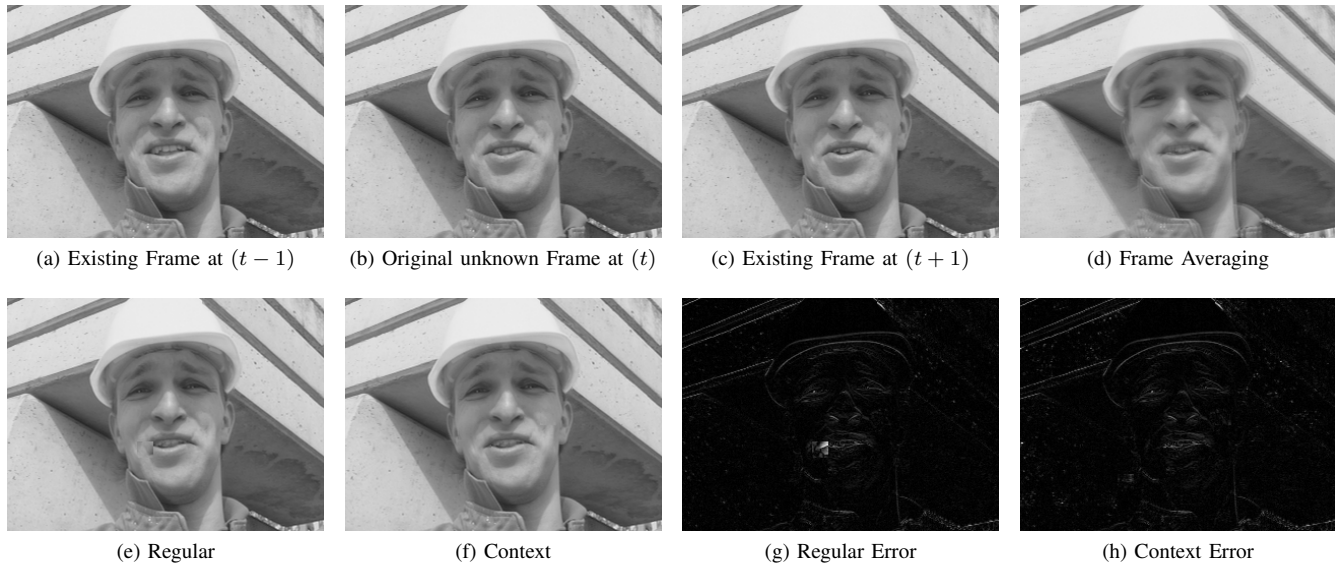 (a) Existing Frame at (t − 1)
(b) Original unknown Frame at (t)
(c) Existing Frame at (t + 1)
(d) Frame Averaging
(e) Regular
(f) Context
(g) Regular Error
(h) Context Error